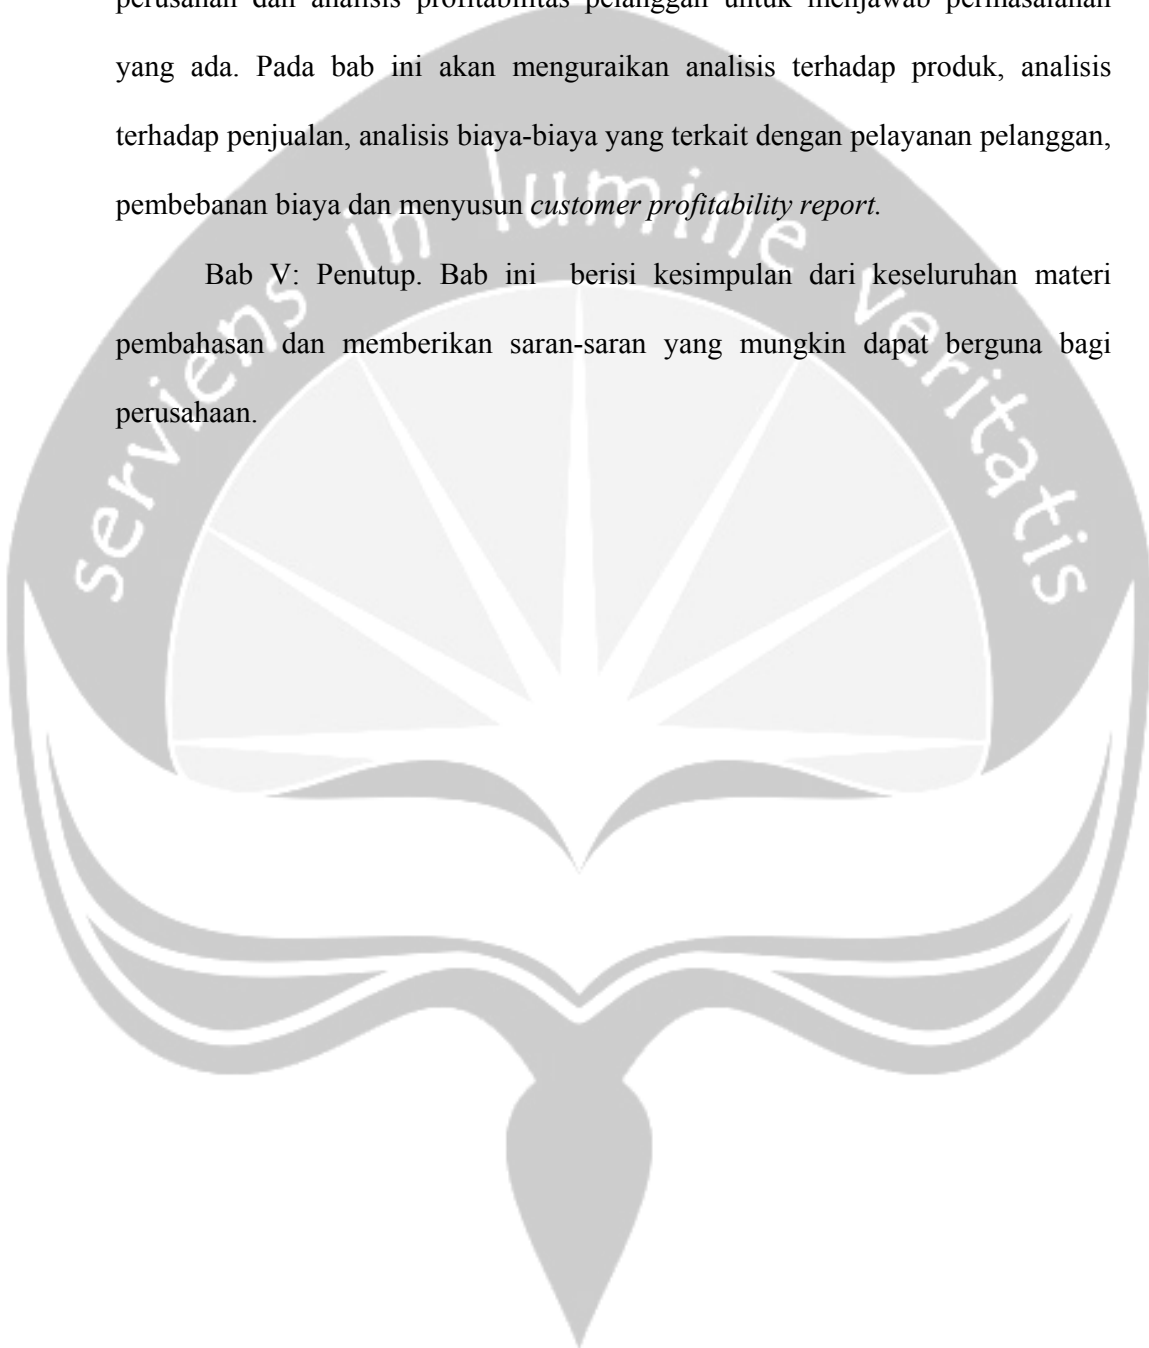 perusahan dan analisis profitabilitas pelanggan untuk menjawab permasalahan
yang ada. Pada bab ini akan menguraikan analisis terhadap produk, analisis
terhadap penjualan, analisis biaya-biaya yang terkait dengan pelayanan pelanggan,
pembebanan biaya dan menyusun customer profitability report.
Bab V: Penutup. Bab ini berisi kesimpulan dari keseluruhan materi
pembahasan dan memberikan saran-saran yang mungkin dapat berguna bagi
perusahaan.
serviens in lumine veritatis